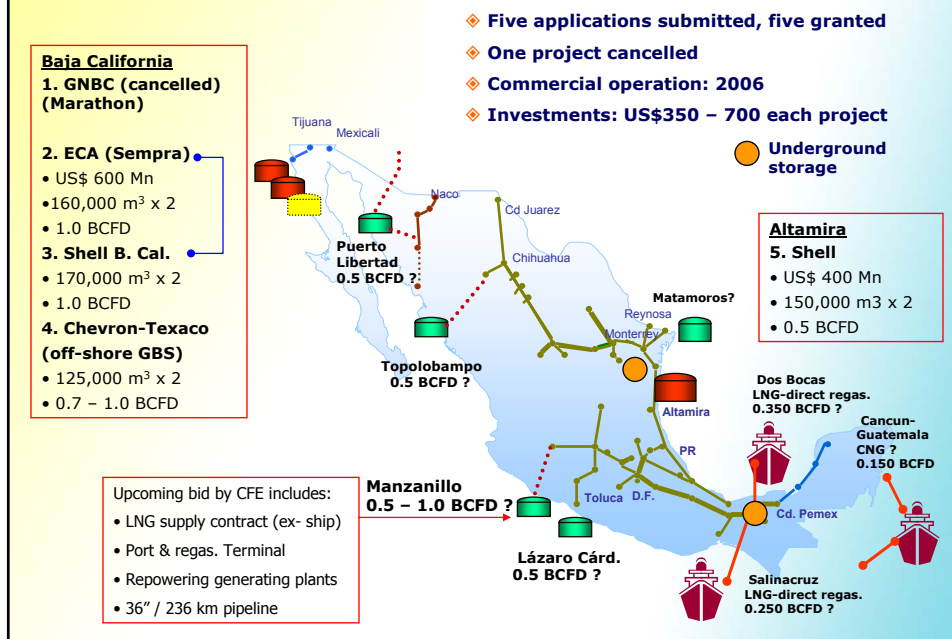 Five applications submitted, five granted
One project cancelled
Commercial operation: 2006
Investments: US$350 – 700 each project
Underground
storage
Baja California
1. GNBC (cancelled)
(Marathon)
2. ECA (Sempra)
• US$ 600 Mn
•160,000 m³ x 2
• 1.0 BCFD
3. Shell B. Cal.
• 170,000 m³ x 2
• 1.0 BCFD
4. Chevron-Texaco
(off-shore GBS)
• 125,000 m³ x 2
• 0.7 – 1.0 BCFD
Tijuana
Mexicali
Naco
Cd Juarez
Puerto
Libertad
0.5 BCFD ?
Chihuahua
Matamoros?
Reynosa
Monterrey
Topolobampo
0.5 BCFD ?
Altamira
Altamira
5. Shell
• US$ 400 Mn
• 150,000 m3 x 2
• 0.5 BCFD
Dos Bocas
LNG-direct regas.
0.350 BCFD ?
Cancun-
Guatemala
CNG ?
0.150 BCFD
PR
Toluca
D.F.
Cd. Pemex
Manzanillo
0.5 – 1.0 BCFD ?
Lázaro Cárd.
0.5 BCFD ?
Salinacruz
LNG-direct regas.
0.250 BCFD ?
Upcoming bid by CFE includes:
• LNG supply contract (ex- ship)
• Port & regas. Terminal
• Repowering generating plants
• 36” / 236 km pipeline